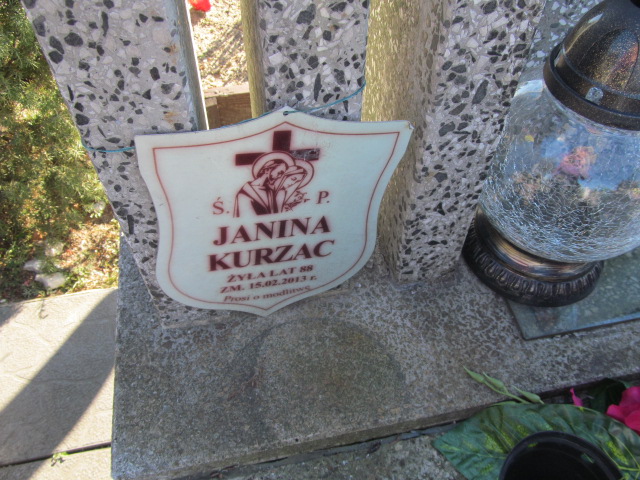 Ś. P.
JANINA
KURZAC
ŻYŁA LAT 88
ZM. 15.02.2013 r.
Prosi o modlitwę